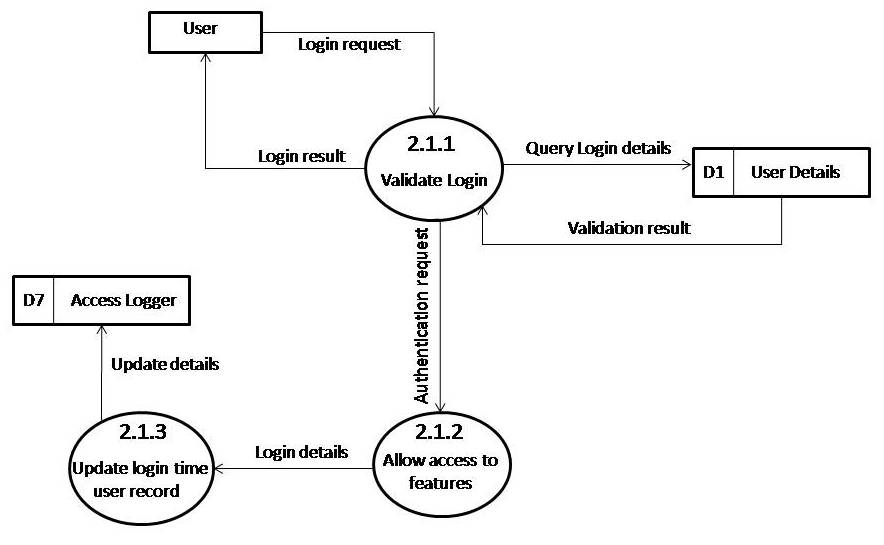 User
Login request
2.1.1
Validate Login
Login result
Query Login details
D1
User Details
Validation result
Authentication request
D7
Access Logger
Update details
2.1.3
Update login time
user record
Login details
2.1.2
Allow access to
features